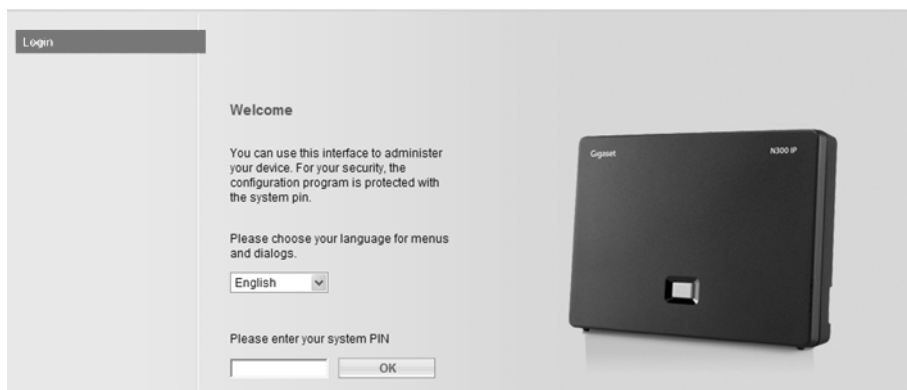 Login
Welcome
You can use this interface to administer
your device. For your security, the
configuration program is protected with
the system pin.
Please choose your language for menus
and dialogs.
English
Please enter your system PIN
OK
Gigaset
N300 IP